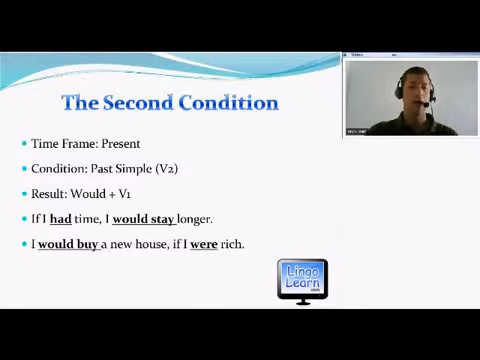 The Second Condition
Time Frame: Present
Condition: Past Simple (V2)
Result: Would + V1
If I had time, I would stay longer.
I would buy a new house, if I were rich.
Lingo
Learn
.com